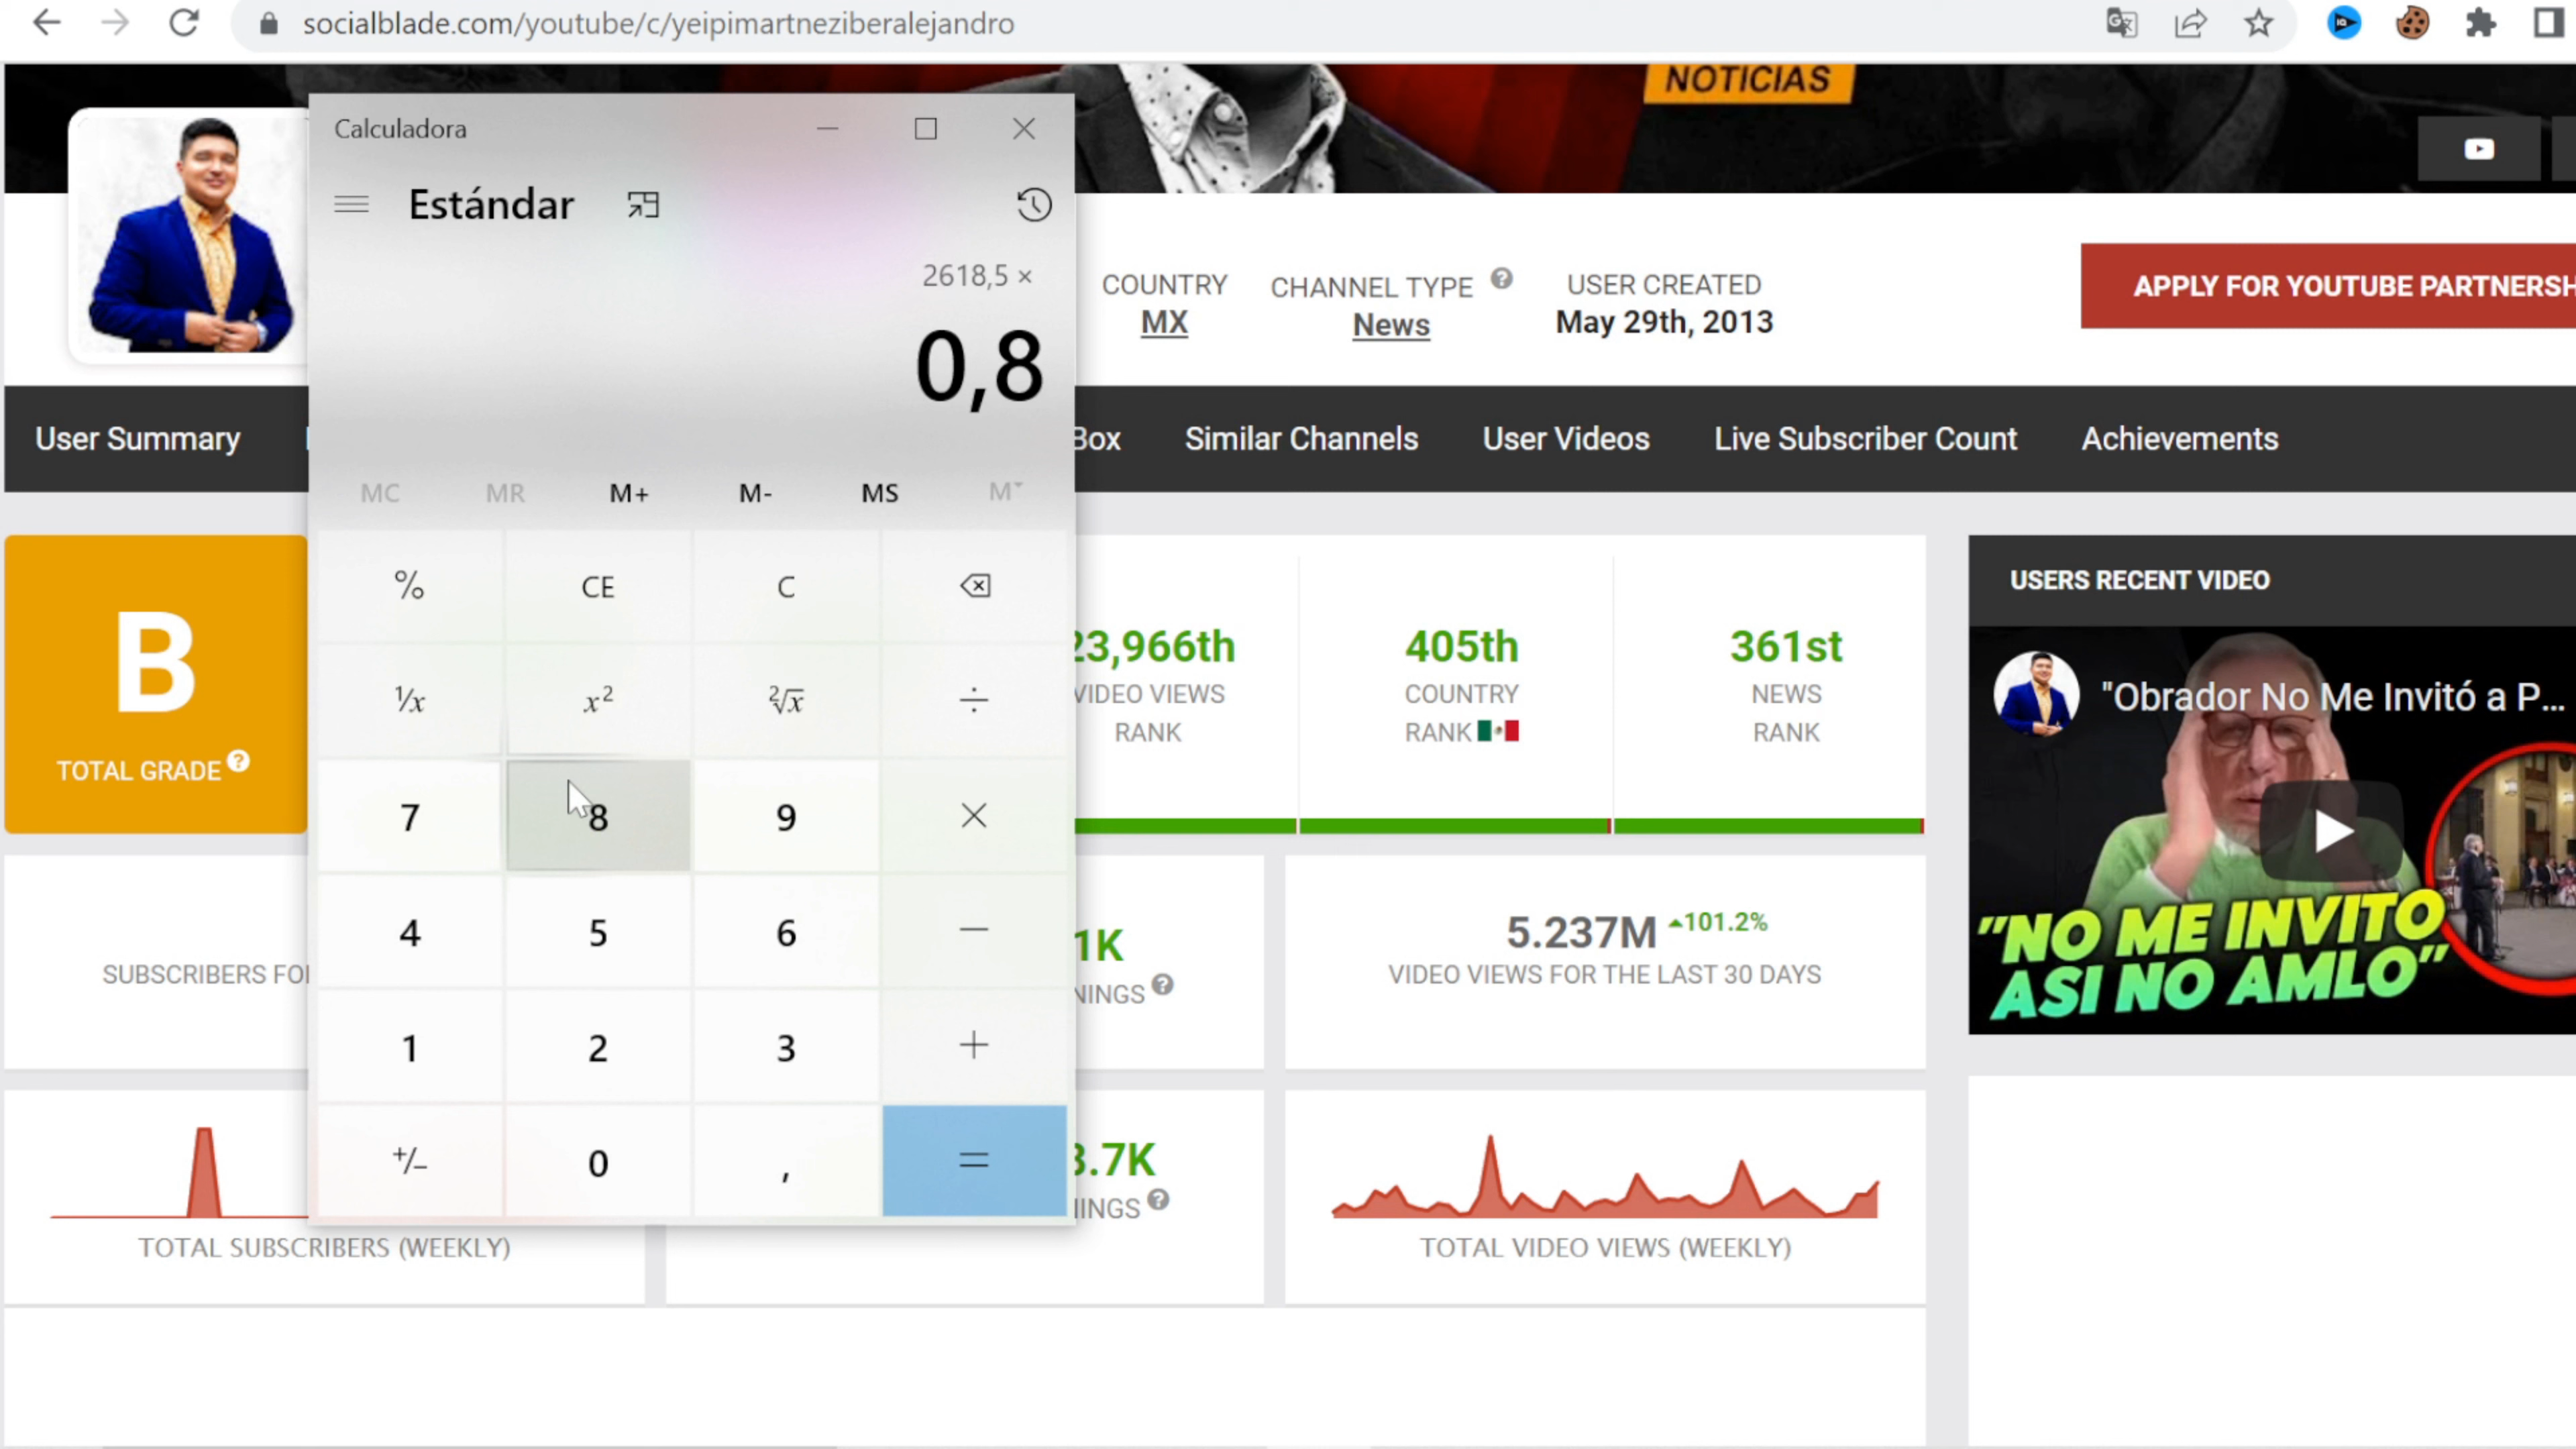 socialblade.com/youtube/c/yeipimartneziberalejandro
NOTICIAS
Calculadora
Estándar
2618,5 ×
0,8
MC MR M+ M- MS M
% CE C
1/x x² ²√x ÷
7 8 9 ×
4 5 6 −
1 2 3 +
+/− 0 , =
COUNTRY
MX
CHANNEL TYPE ?
News
USER CREATED
May 29th, 2013
APPLY FOR YOUTUBE
User Summary
Box
Similar Channels
User Videos
Live Subscriber Count
Achievements
B
TOTAL GRADE ?
23,966th
VIDEO VIEWS
RANK
405th
COUNTRY
RANK
361st
NEWS
RANK
USERS RECENT VIDEO
"Obrador No Me Invitó a P...
"NO ME INVITO
ASI NO AMLO"
SUBSCRIBERS
1K
?
5.237M 101.2%
VIDEO VIEWS FOR THE LAST 30 DAYS
TOTAL SUBSCRIBERS (WEEKLY)
3.7K
?
TOTAL VIDEO VIEWS (WEEKLY)